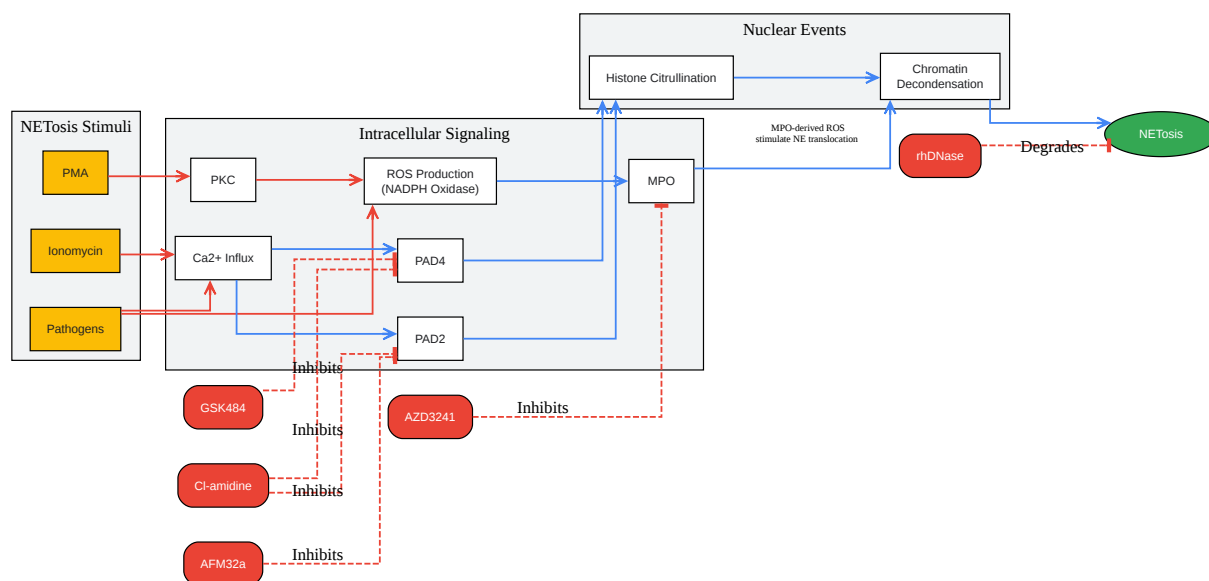 Nuclear Events
Histone Citrullination
Chromatin
Decondensation
NETosis Stimuli
Intracellular Signaling
MPO-derived ROS
stimulate NE translocation
NETosis
rhDNase
Degrades
PMA
PKC
ROS Production
(NADPH Oxidase)
MPO
Ionomycin
Ca2+ Influx
PAD4
Pathogens
PAD2
Inhibits
GSK484
AZD3241
Inhibits
Inhibits
Cl-amidine
Inhibits
AFM32a
Inhibits